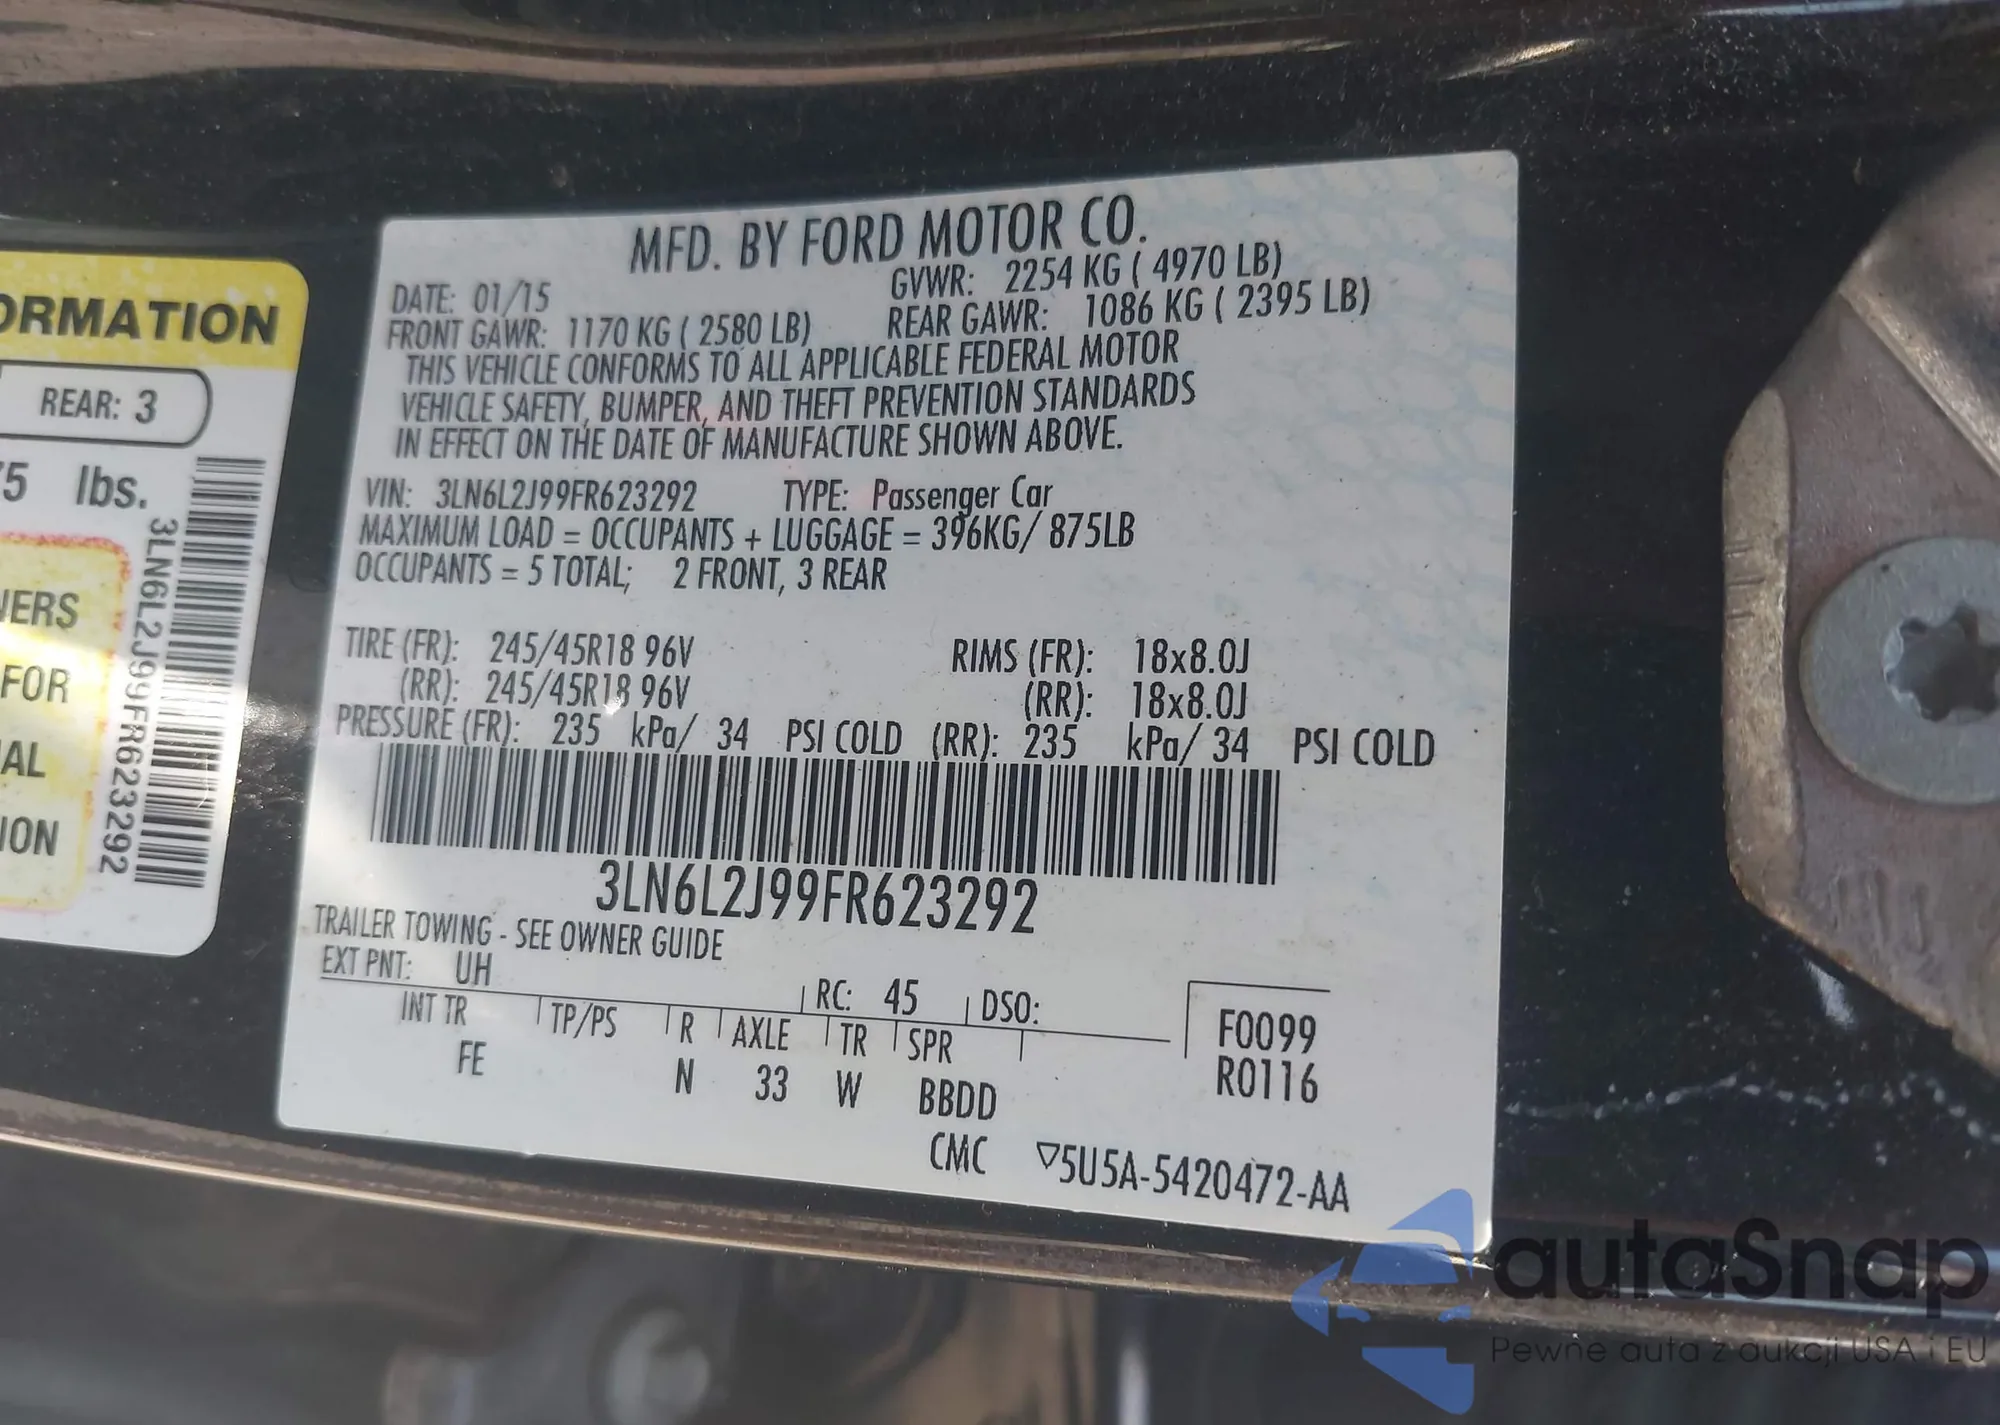 ORMATION
REAR: 3
75 lbs.
3LN6L2J99FR623292
FOR
AL
ION
MFD. BY FORD MOTOR CO.
DATE: 01/15 GVWR: 2254 KG ( 4970 LB)
FRONT GAWR: 1170 KG ( 2580 LB) REAR GAWR: 1086 KG ( 2395 LB)
THIS VEHICLE CONFORMS TO ALL APPLICABLE FEDERAL MOTOR
VEHICLE SAFETY, BUMPER, AND THEFT PREVENTION STANDARDS
IN EFFECT ON THE DATE OF MANUFACTURE SHOWN ABOVE.
VIN: 3LN6L2J99FR623292 TYPE: Passenger Car
MAXIMUM LOAD = OCCUPANTS + LUGGAGE = 396KG/ 875LB
OCCUPANTS = 5 TOTAL; 2 FRONT, 3 REAR
TIRE (FR): 245/45R18 96V RIMS (FR): 18x8.0J
(RR): 245/45R18 96V (RR): 18x8.0J
PRESSURE (FR): 235 kPa/ 34 PSI COLD (RR): 235 kPa/ 34 PSI COLD
3LN6L2J99FR623292
TRAILER TOWING - SEE OWNER GUIDE
EXT PNT: UH RC: 45 DSO:
INT TR TP/PS R AXLE TR SPR F0099
FE N 33 W BBDD R0116
CMC ▽5U5A-5420472-AA
autaSnap
Pewne auta z aukcji USA i EU